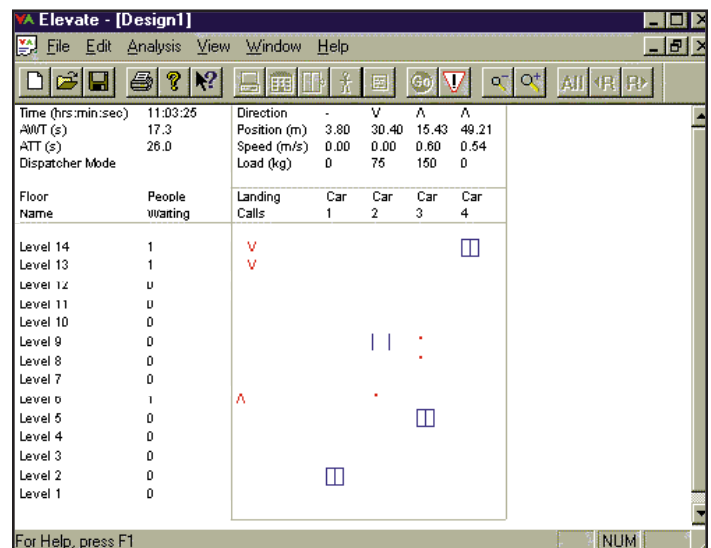 Elevate - [Design1]
File Edit Analysis View Window Help
Go All R R
Time (hrs:min:sec) 11:03:25 Direction - V Λ Λ
AWT (s) 17.3 Position (m) 3.80 30.40 15.43 49.21
ATT (s) 26.0 Speed (m/s) 0.00 0.00 0.60 0.54
Dispatcher Mode Load (kg) 0 75 150 0
Floor People Landing Car Car Car Car
Name Waiting Calls 1 2 3 4
Level 14 1 V
Level 13 1 V
Level 12 0
Level 11 0
Level 10 0
Level 9 0
Level 8 0
Level 7 0
Level 6 1 Λ
Level 5 0
Level 4 0
Level 3 0
Level 2 0
Level 1 0
For Help, press F1 NUM